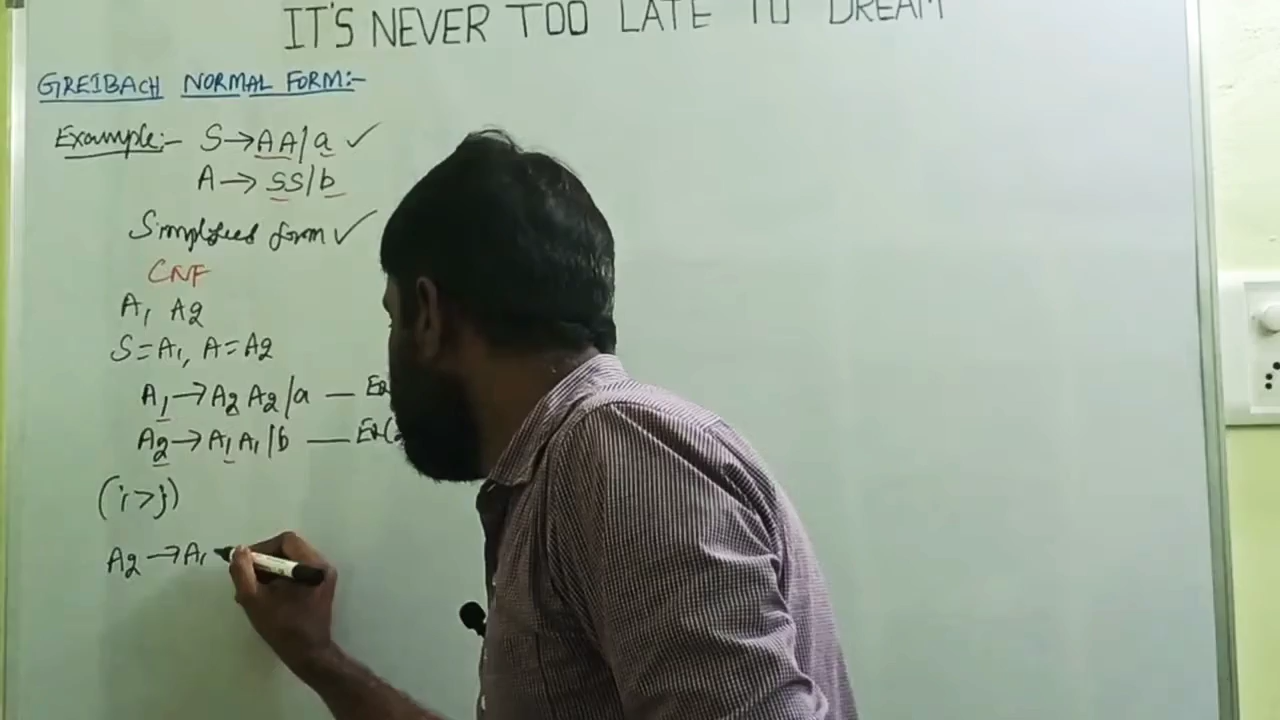 IT'S NEVER TOO LATE TO DREAM
GREIBACH NORMAL FORM:-
Example:- S→AA/a ✓
A→SS/b
Simplified form ✓
CNF
A₁ A₂
S=A₁, A=A₂
A₁→A₂A₂/a —
A₂→A₁A₁/b —
(i>j)
A₂→A₁